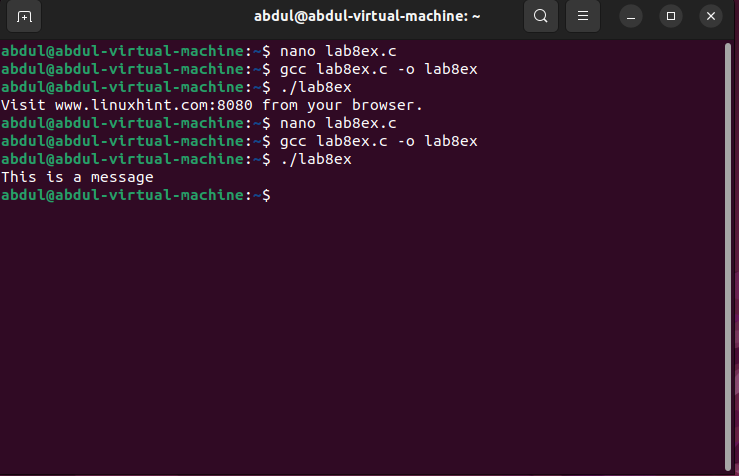 abdul@abdul-virtual-machine: ~
abdul@abdul-virtual-machine:~$ nano lab8ex.c
abdul@abdul-virtual-machine:~$ gcc lab8ex.c -o lab8ex
abdul@abdul-virtual-machine:~$ ./lab8ex
Visit www.linuxhint.com:8080 from your browser.
abdul@abdul-virtual-machine:~$ nano lab8ex.c
abdul@abdul-virtual-machine:~$ gcc lab8ex.c -o lab8ex
abdul@abdul-virtual-machine:~$ ./lab8ex
This is a message
abdul@abdul-virtual-machine:~$